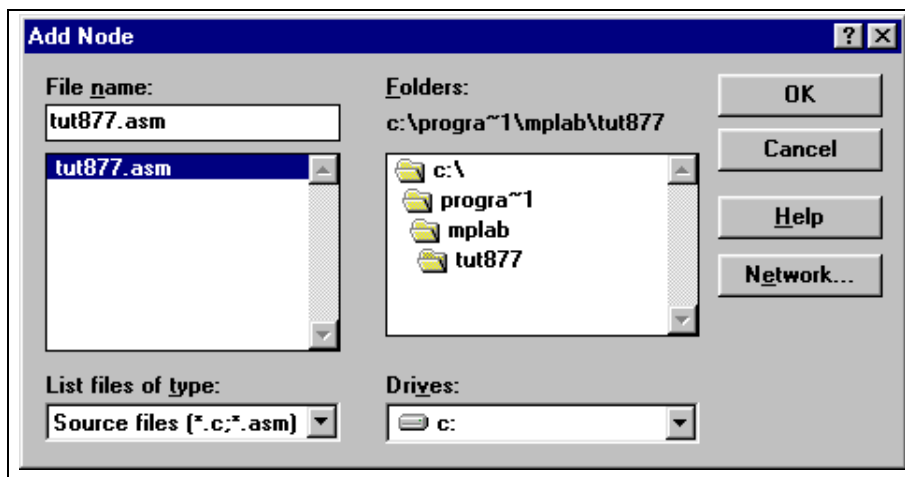 Add Node
File name:
tut877.asm
tut877.asm
List files of type:
Source files (*.c;*.asm)
Folders:
c:\progra~1\mplab\tut877
c:\
progra~1
mplab
tut877
Drives:
c:
OK
Cancel
Help
Network...